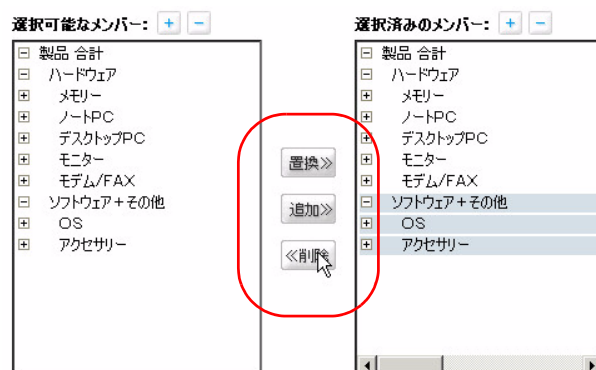 選択可能なメンバー: + −
製品 合計
ハードウェア
メモリー
ノートPC
デスクトップPC
モニター
モデム/FAX
ソフトウェア+その他
OS
アクセサリー
置換≫
追加≫
≪削除
選択済みのメンバー: + −
製品 合計
ハードウェア
メモリー
ノートPC
デスクトップPC
モニター
モデム/FAX
ソフトウェア+その他
OS
アクセサリー